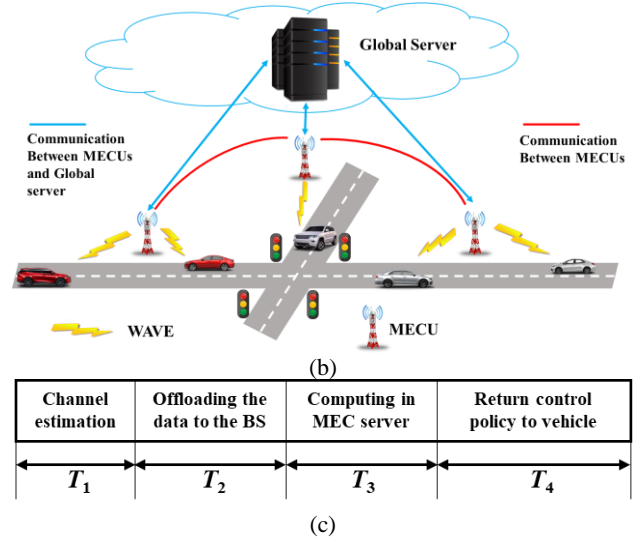 Global Server
Communication
Between MECUs
and Global
server
Communication
Between MECUs
WAVE
MECU
(b)
Channel
estimation
Offloading the
data to the BS
Computing in
MEC server
Return control
policy to vehicle
T₁
T₂
T₃
T₄
(c)